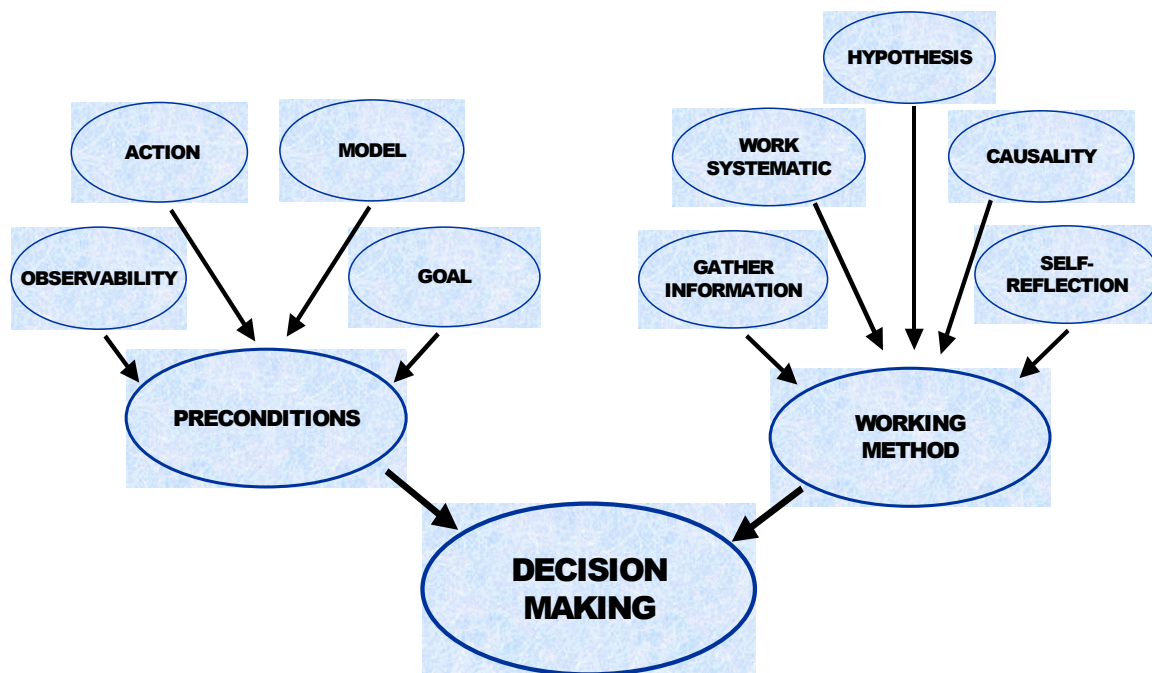 HYPOTHESIS
ACTION
MODEL
WORK
SYSTEMATIC
CAUSALITY
OBSERVABILITY
GOAL
GATHER
INFORMATION
SELF-
REFLECTION
PRECONDITIONS
WORKING
METHOD
DECISION
MAKING